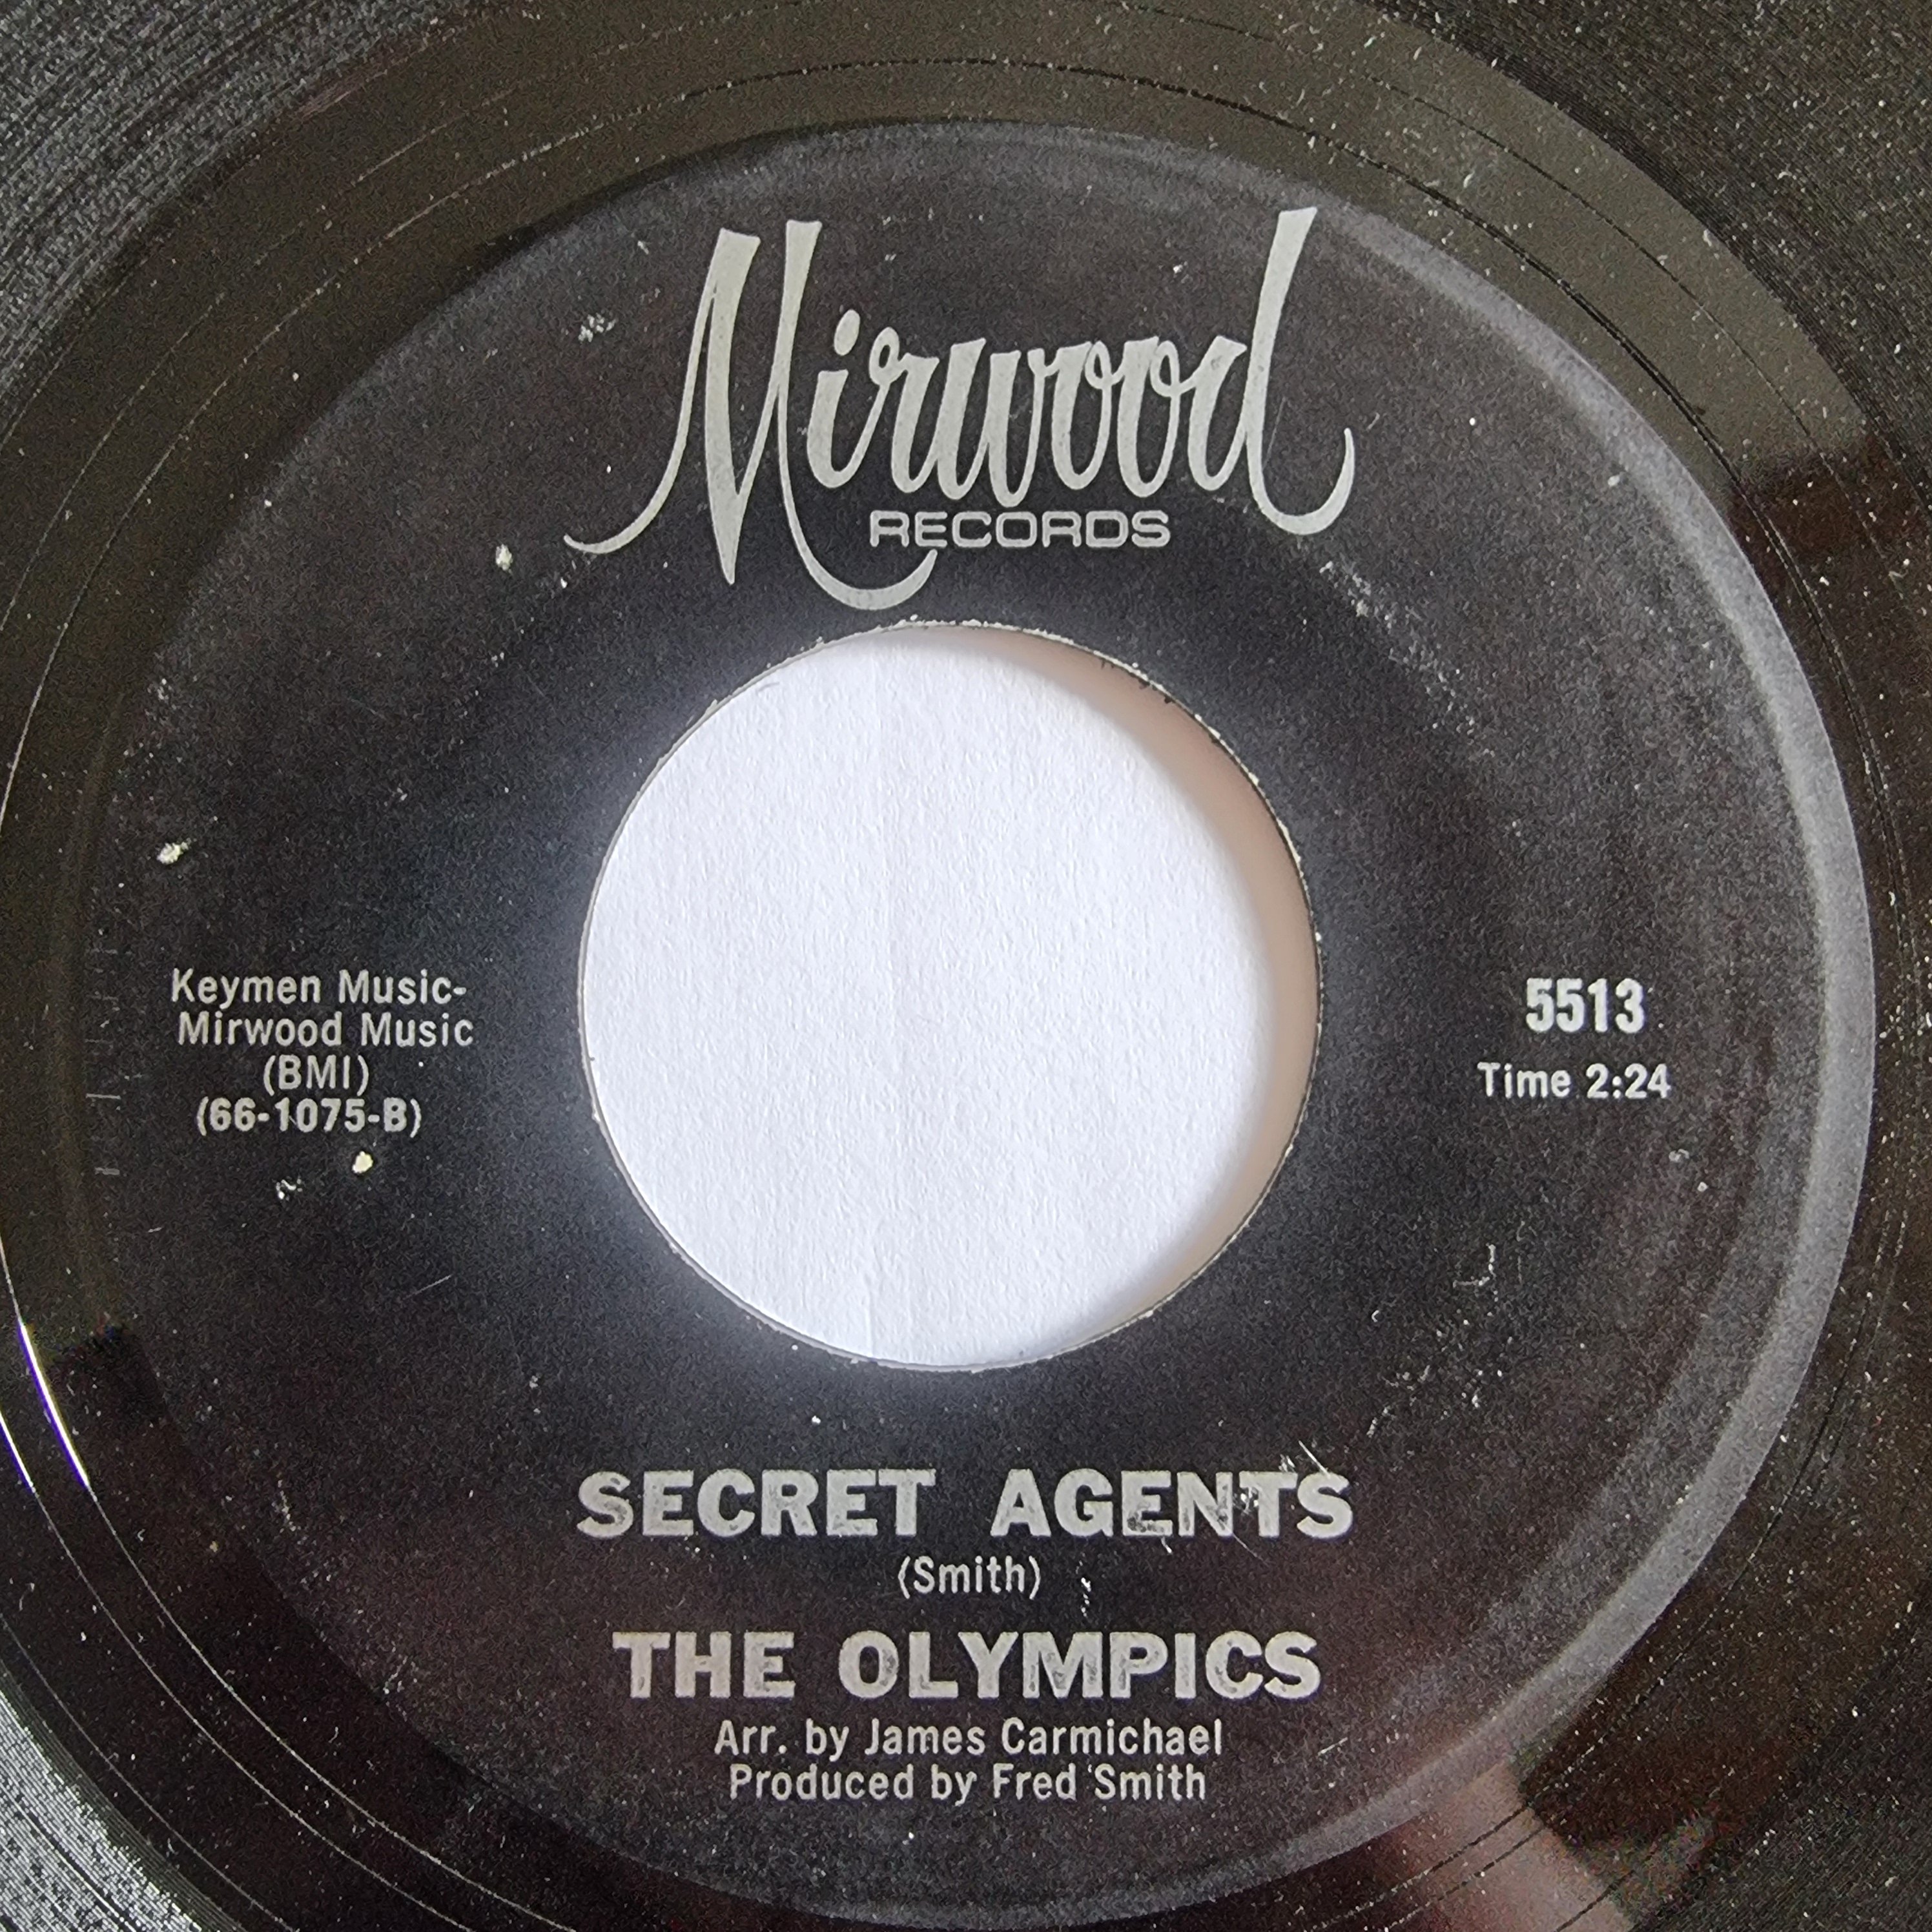 Mirwood
RECORDS
Keymen Music-
Mirwood Music
(BMI)
(66-1075-B)
5513
Time 2:24
SECRET AGENTS
(Smith)
THE OLYMPICS
Arr. by James Carmichael
Produced by Fred Smith